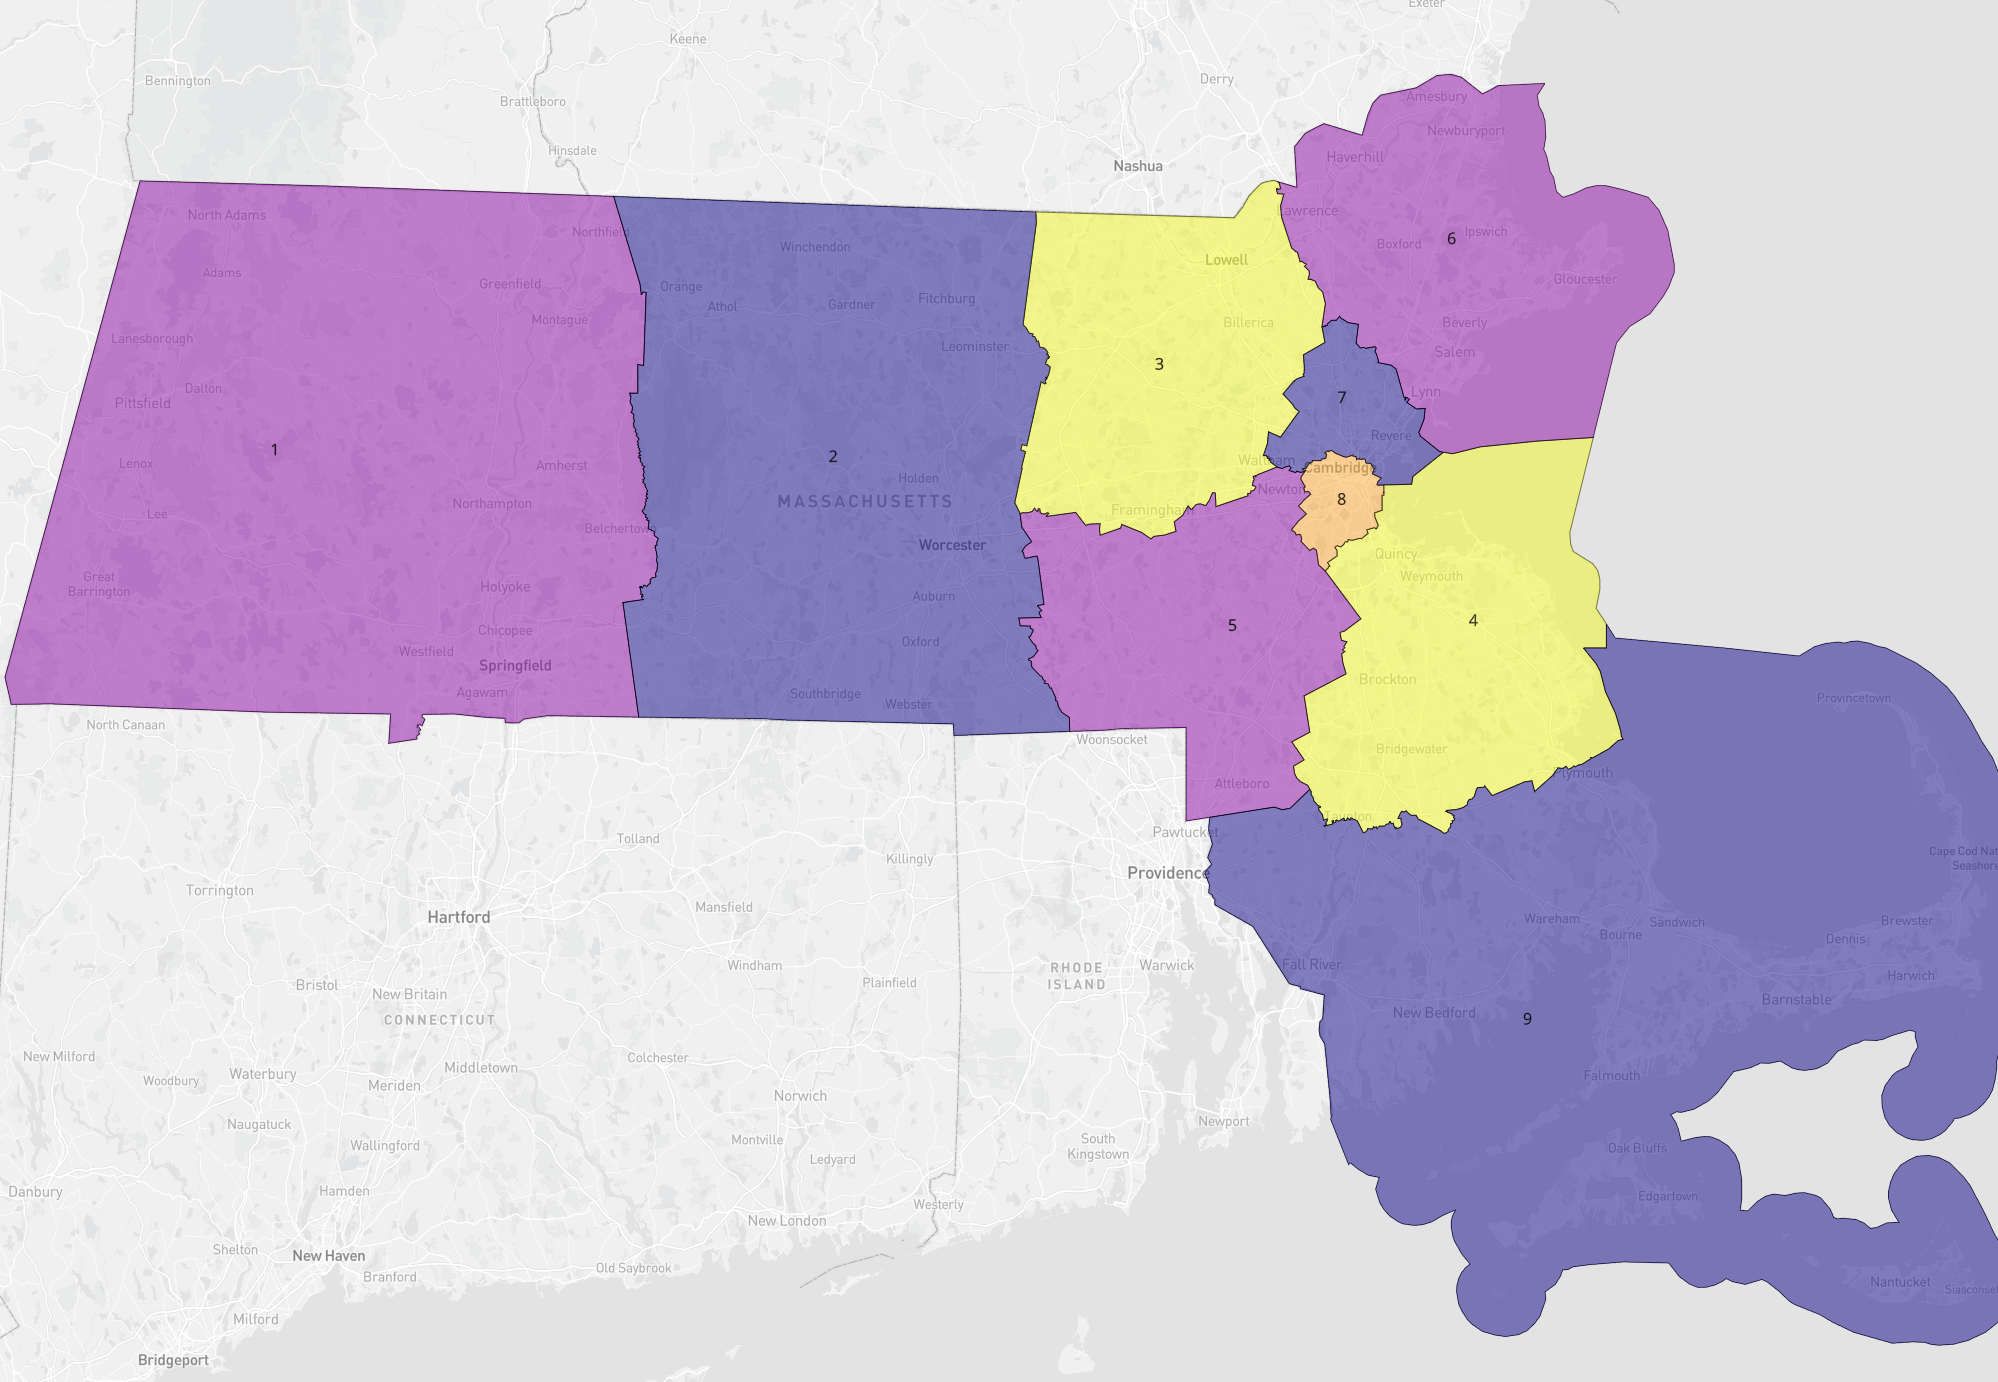 Exeter
Keene
Bennington
Derry
Brattleboro
Amesbury
Newburyport
Hinsdale
Nashua
Haverhill
North Adams
Northfield
Lawrence
Winchendon
6
Ipswich
Boxford
Lowell
Adams
Greenfield
Orange
Athol
Gardner
Fitchburg
Gloucester
Montague
Billerica
Beverly
Lanesborough
Leominster
Salem
3
Dalton
Pittsfield
7
Lynn
Revere
1
2
Lenox
Amherst
Waltham
Cambridge
Holden
Northampton
MASSACHUSETTS
Newton
8
Lee
Belchertown
Framingham
Worcester
Quincy
Great
Barrington
Weymouth
Holyoke
Auburn
5
4
Chicopee
Oxford
Westfield
Springfield
Brockton
Agawam
Southbridge
Webster
Provincetown
North Canaan
Woonsocket
Bridgewater
Plymouth
Attleboro
Taunton
Tolland
Pawtucket
Killingly
Cape Cod Nat
Seashore
Providence
Torrington
Hartford
Mansfield
Wareham
Sandwich
Brewster
Bourne
Dennis
Windham
RHODE
ISLAND
Warwick
Fall River
Harwich
Bristol
Plainfield
New Britain
Barnstable
CONNECTICUT
New Bedford
9
New Milford
Colchester
Middletown
Waterbury
Woodbury
Meriden
Falmouth
Norwich
Naugatuck
Newport
Wallingford
Montville
South
Kingstown
Oak Bluffs
Ledyard
Danbury
Hamden
Edgartown
Westerly
New London
Shelton
New Haven
Old Saybrook
Branford
Nantucket
Siasconset
Milford
Bridgeport